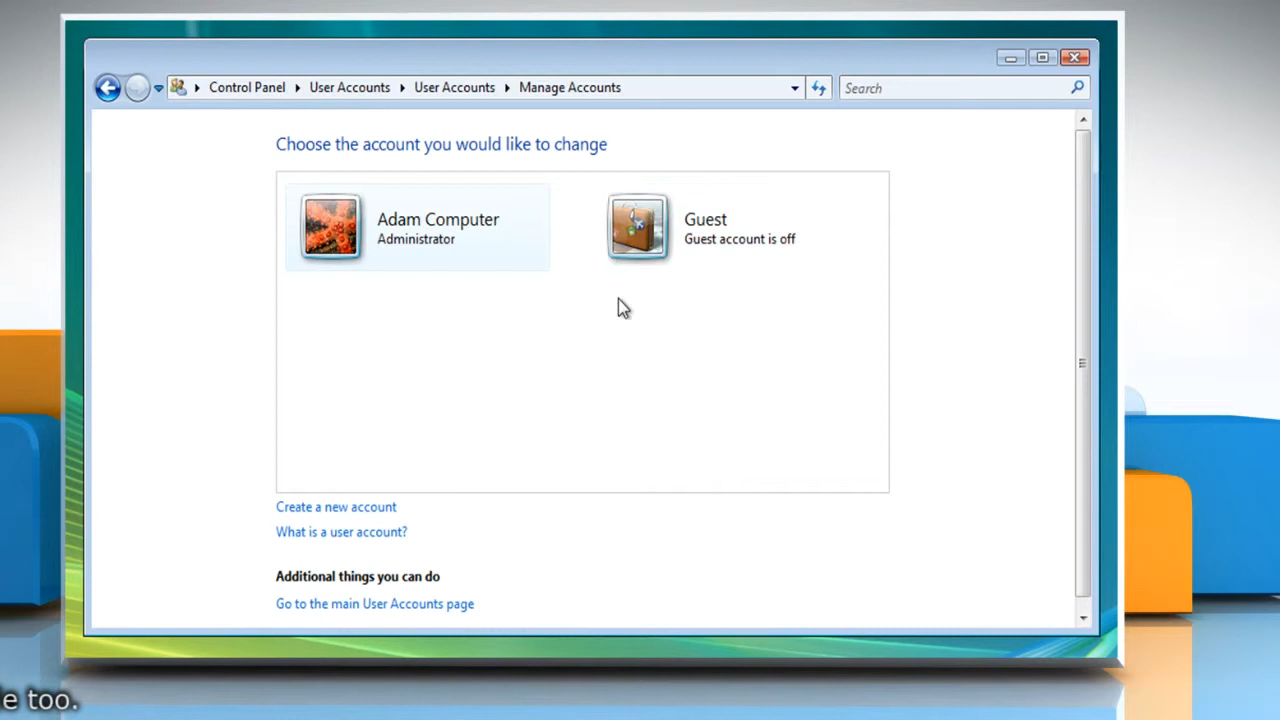 Control Panel User Accounts User Accounts Manage Accounts Search
Choose the account you would like to change
Adam Computer
Administrator
Guest
Guest account is off
Create a new account
What is a user account?
Additional things you can do
Go to the main User Accounts page
e too.